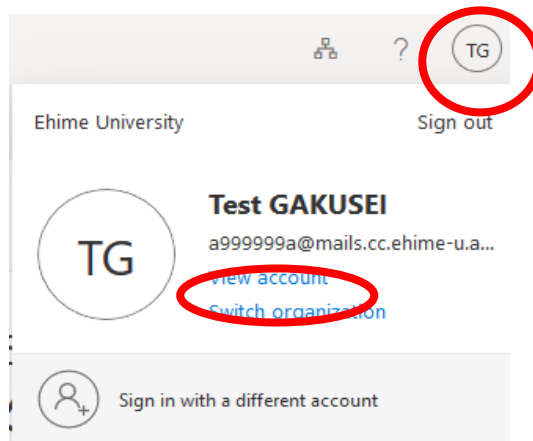 ? TG
Ehime University Sign out
Test GAKUSEI
TG
a999999a@mails.cc.ehime-u.a...
View account
Switch organization
Sign in with a different account